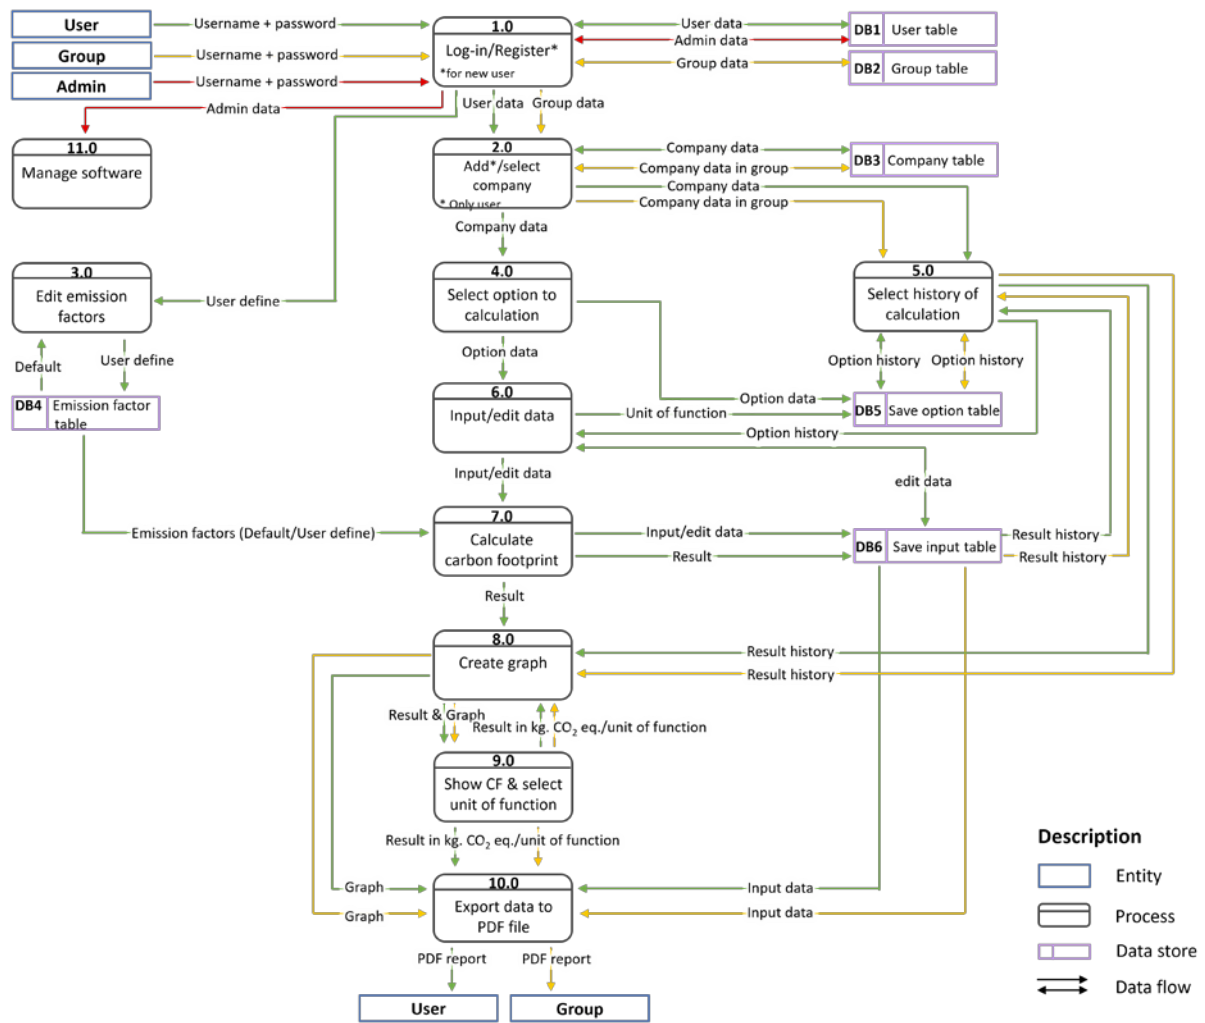 User
Username + password
Group
Username + password
Admin
Username + password
Admin data
1.0
Log-in/Register*
*for new user
User data
Admin data
Group data
DB1 User table
DB2 Group table
User data
Group data
11.0
Manage software
2.0
Add*/select
company
* Only user
Company data
Company data in group
Company data
Company data in group
DB3 Company table
Company data
3.0
Edit emission
factors
User define
4.0
Select option to
calculation
5.0
Select history of
calculation
Default
User define
Option data
Option history
Option history
DB4 Emission factor
table
6.0
Input/edit data
Option data
Unit of function
Option history
DB5 Save option table
edit data
Input/edit data
Emission factors (Default/User define)
7.0
Calculate
carbon footprint
Input/edit data
Result
DB6 Save input table
Result history
Result history
Result
8.0
Create graph
Result history
Result history
Result & Graph
Result in kg. CO₂ eq./unit of function
9.0
Show CF & select
unit of function
Result in kg. CO₂ eq./unit of function
Graph
Graph
10.0
Export data to
PDF file
Input data
Input data
PDF report
PDF report
User
Group
Description
Entity
Process
Data store
Data flow